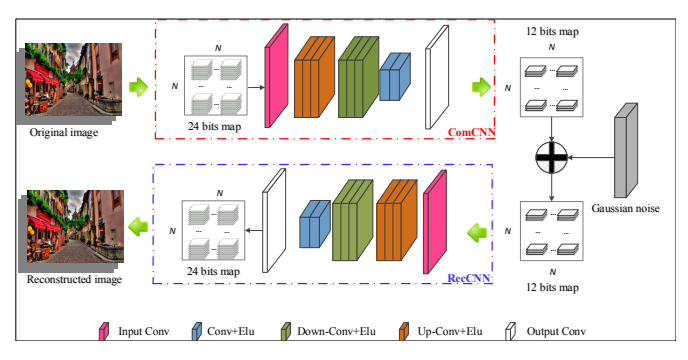 N
N
...
...
...
...
24 bits map
ComCNN
Original image
12 bits map
N
N
...
...
...
...
Gaussian noise
N
...
...
...
...
N
12 bits map
RecCNN
N
N
...
...
...
...
24 bits map
Reconstructed image
Input Conv
Conv+Elu
Down-Conv+Elu
Up-Conv+Elu
Output Conv